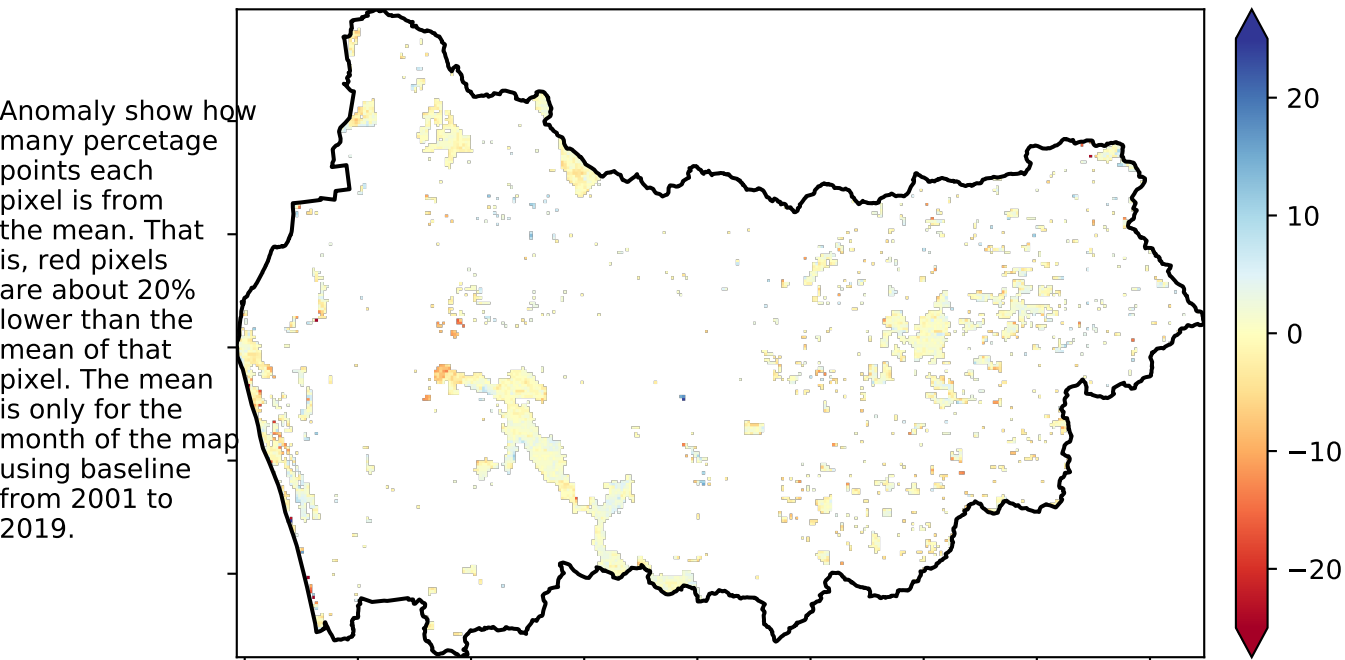 Anomaly show how
many percetage
points each
pixel is from
the mean. That
is, red pixels
are about 20%
lower than the
mean of that
pixel. The mean
is only for the
month of the map
using baseline
from 2001 to
2019.
20
10
0
−10
−20